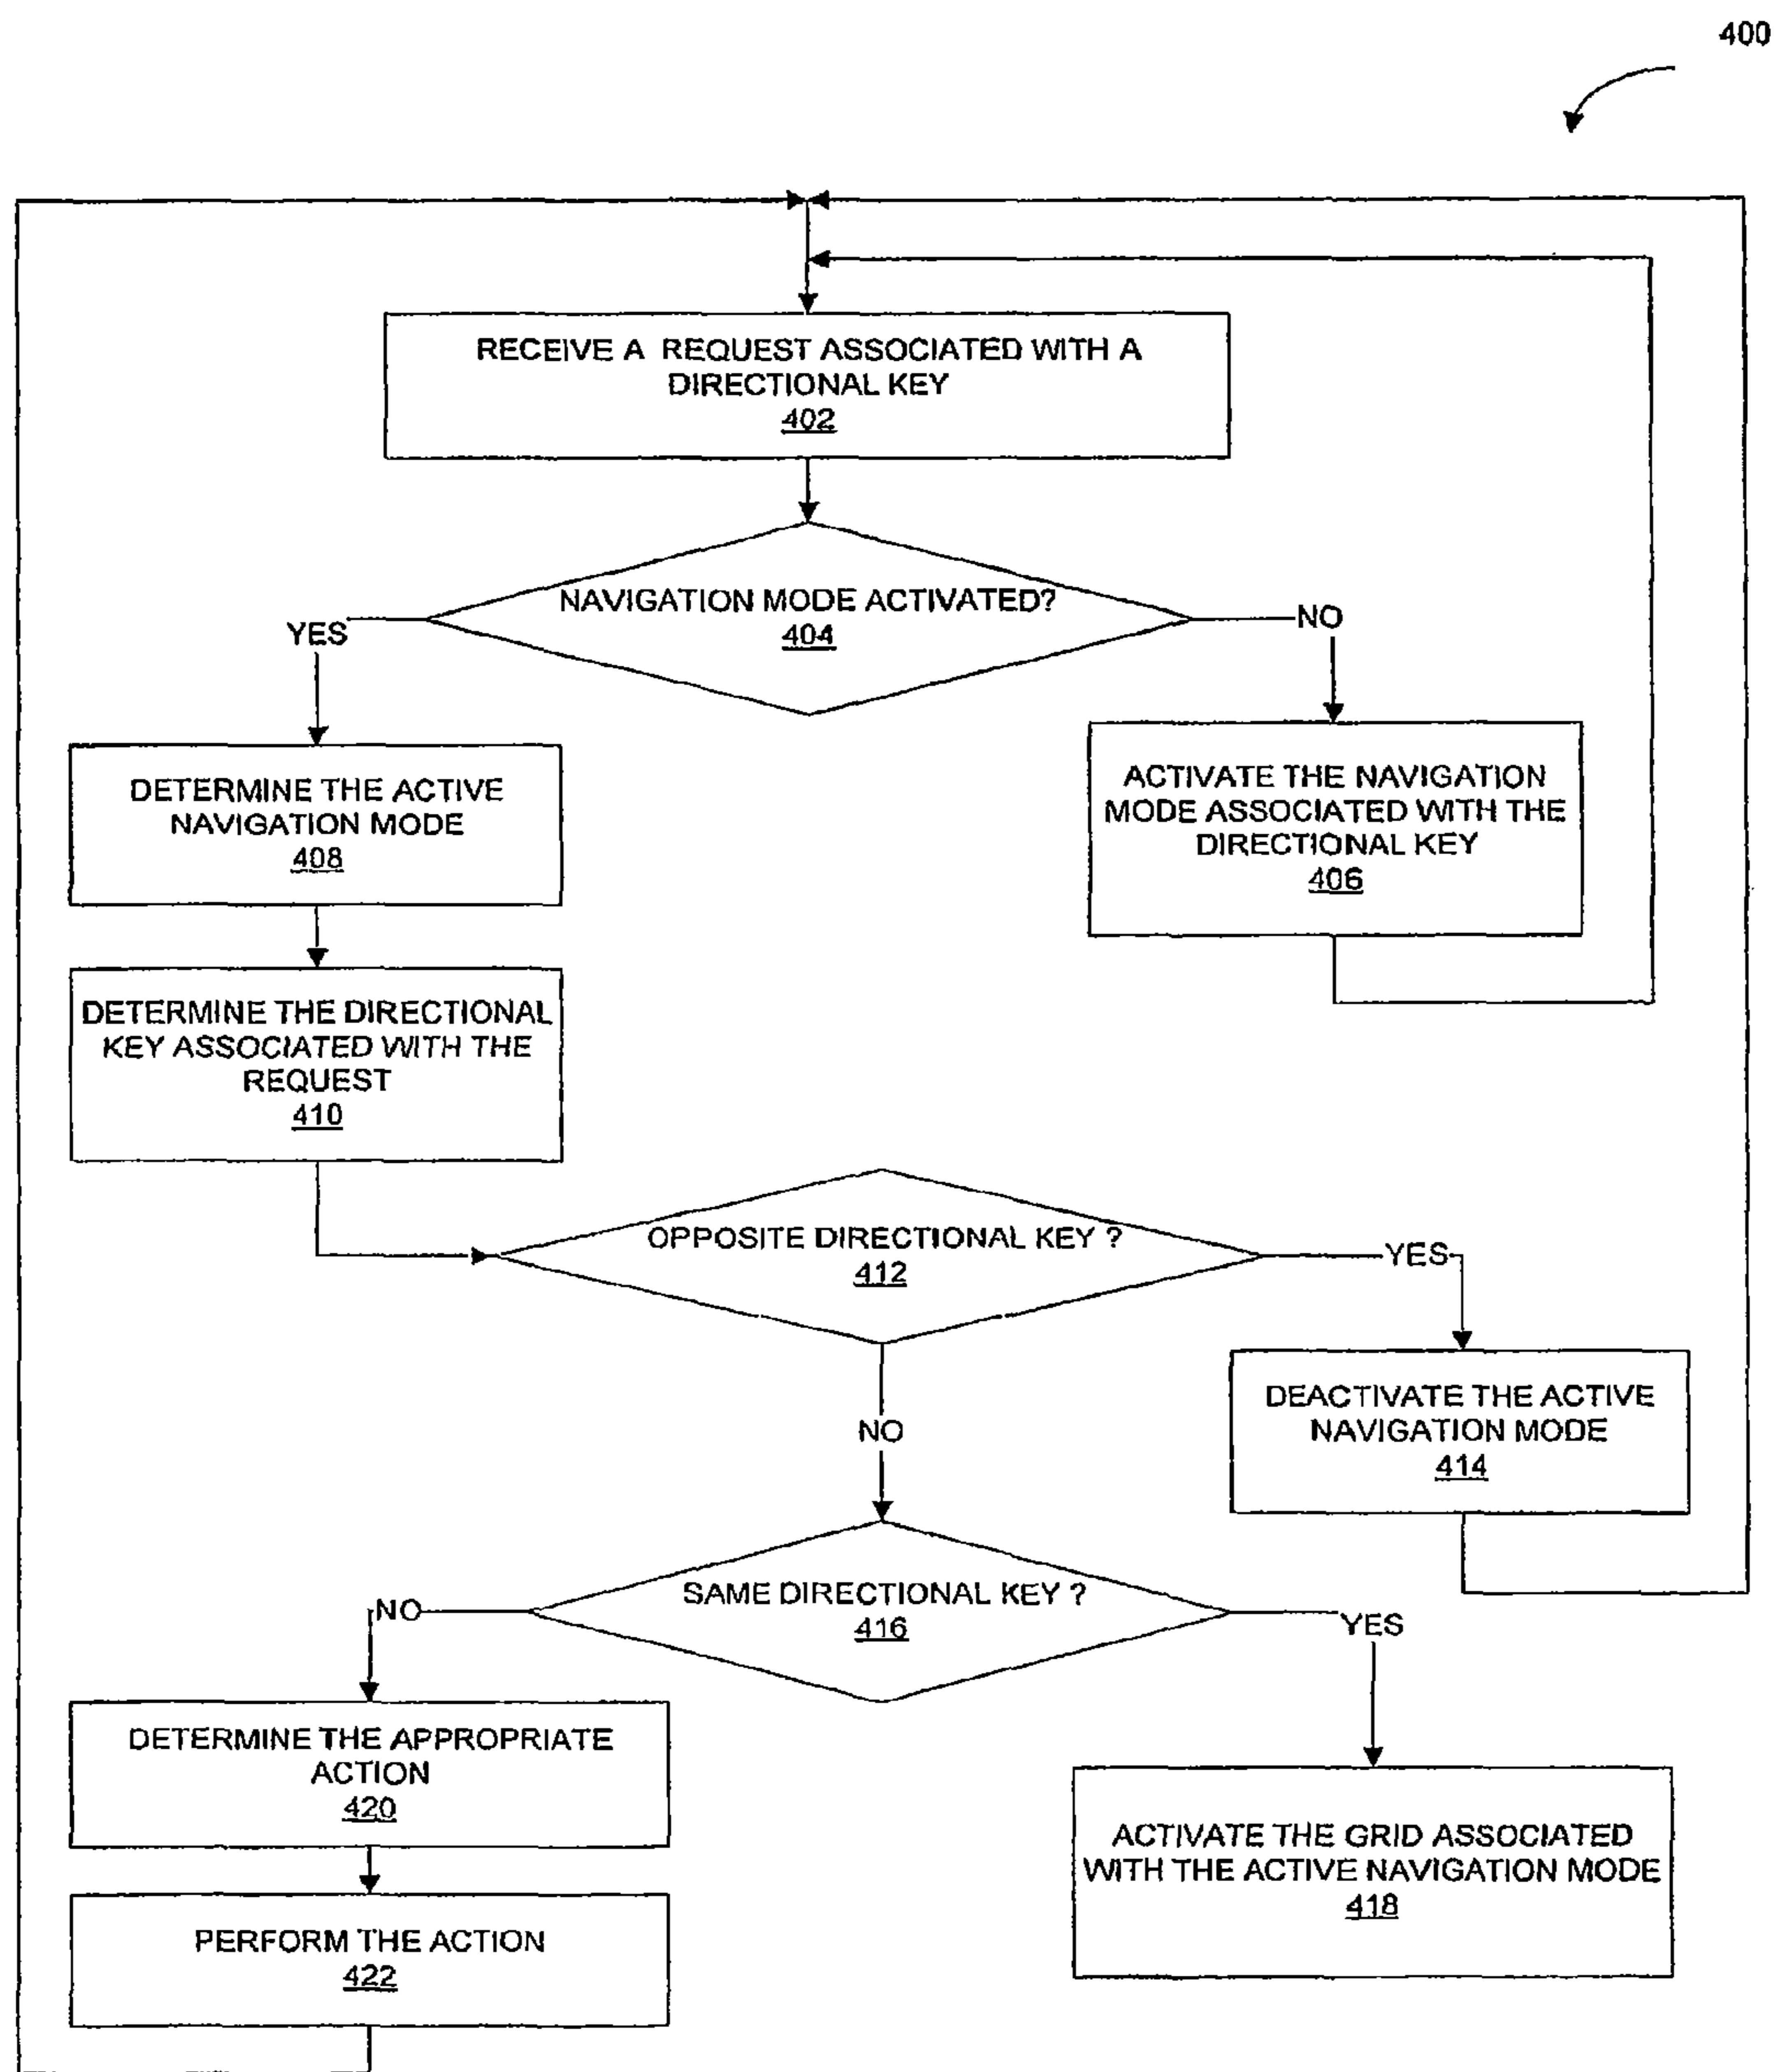 400
RECEIVE A REQUEST ASSOCIATED WITH A
DIRECTIONAL KEY
402
NAVIGATION MODE ACTIVATED?
404
YES
NO
DETERMINE THE ACTIVE
NAVIGATION MODE
408
ACTIVATE THE NAVIGATION
MODE ASSOCIATED WITH THE
DIRECTIONAL KEY
406
DETERMINE THE DIRECTIONAL
KEY ASSOCIATED WITH THE
REQUEST
410
OPPOSITE DIRECTIONAL KEY ?
412
YES
NO
DEACTIVATE THE ACTIVE
NAVIGATION MODE
414
SAME DIRECTIONAL KEY ?
416
NO
YES
DETERMINE THE APPROPRIATE
ACTION
420
ACTIVATE THE GRID ASSOCIATED
WITH THE ACTIVE NAVIGATION MODE
418
PERFORM THE ACTION
422